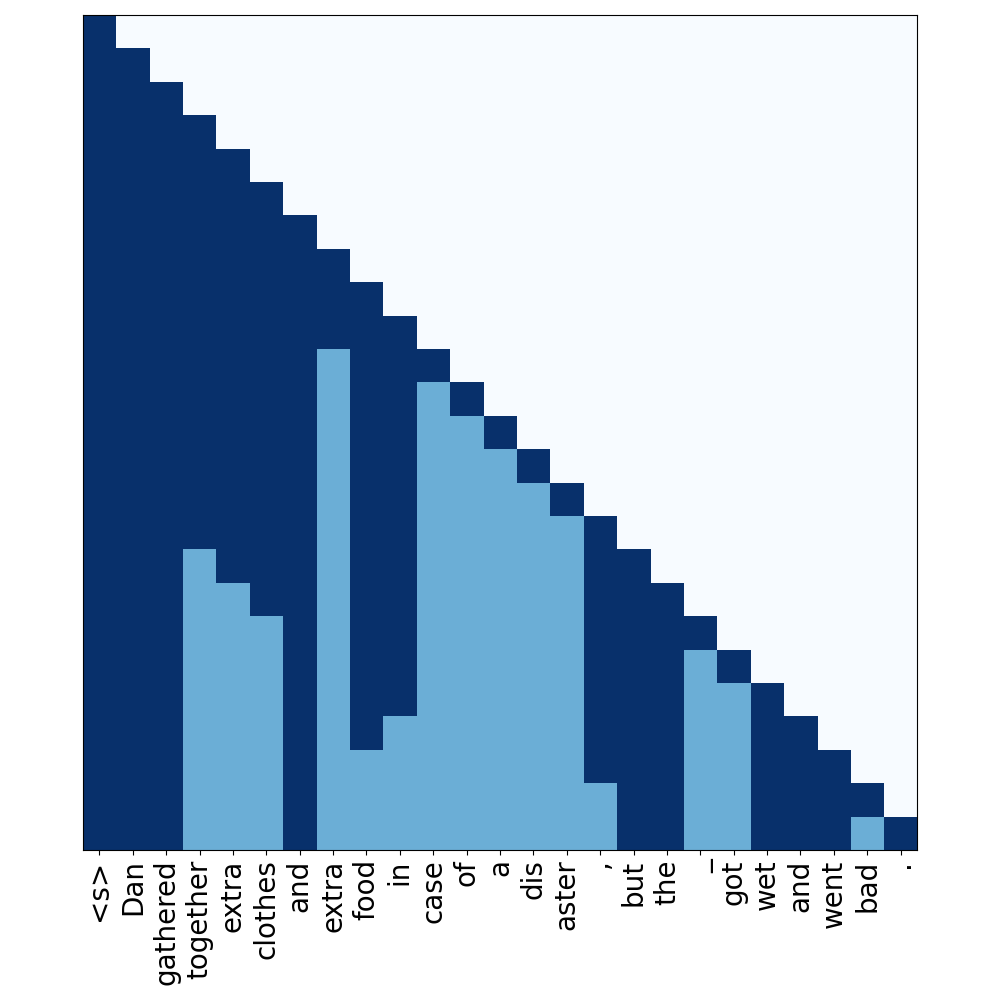 <s> Dan gathered together extra clothes and extra food in case of a dis aster , but the _ got wet and went bad .